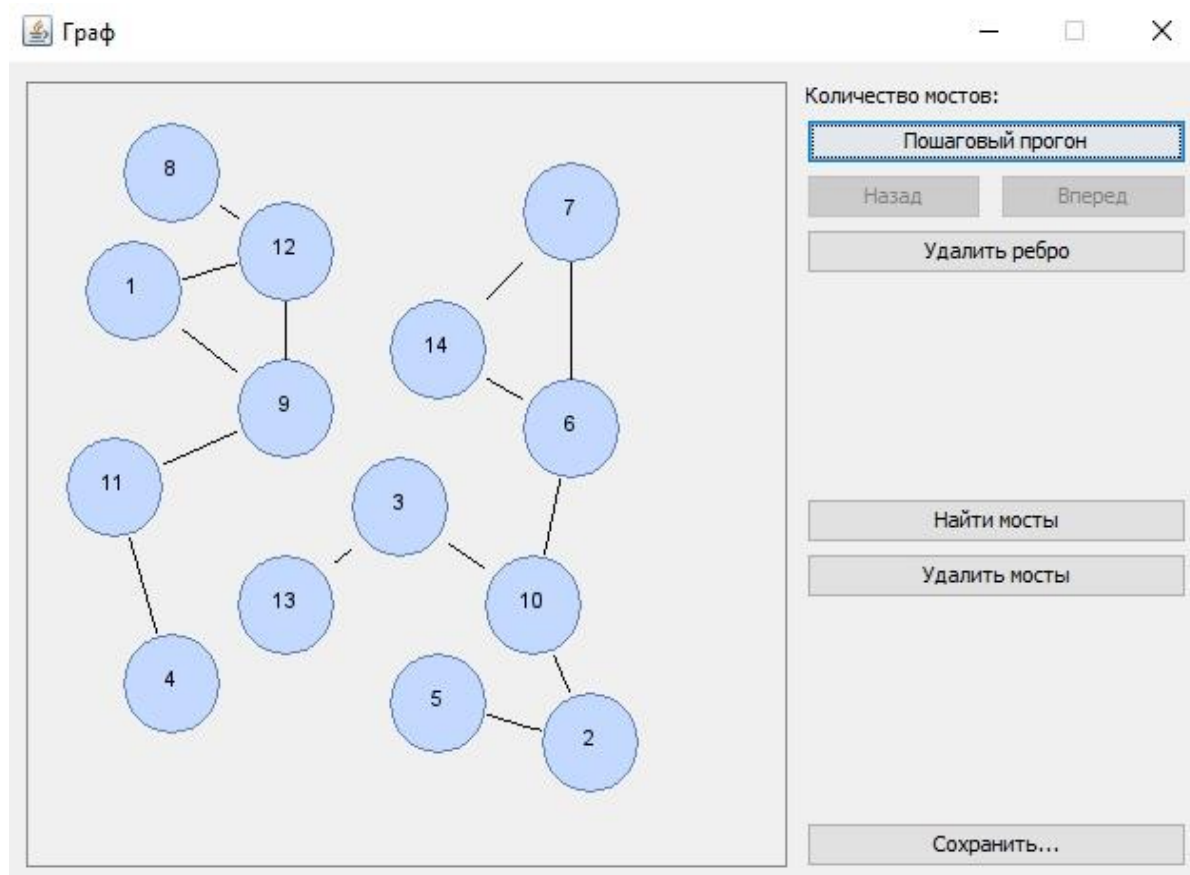 Граф
Количество мостов:
Пошаговый прогон
Назад Вперед
Удалить ребро
Найти мосты
Удалить мосты
Сохранить...
8
7
12
1
14
9
6
11
3
13
10
4
5
2